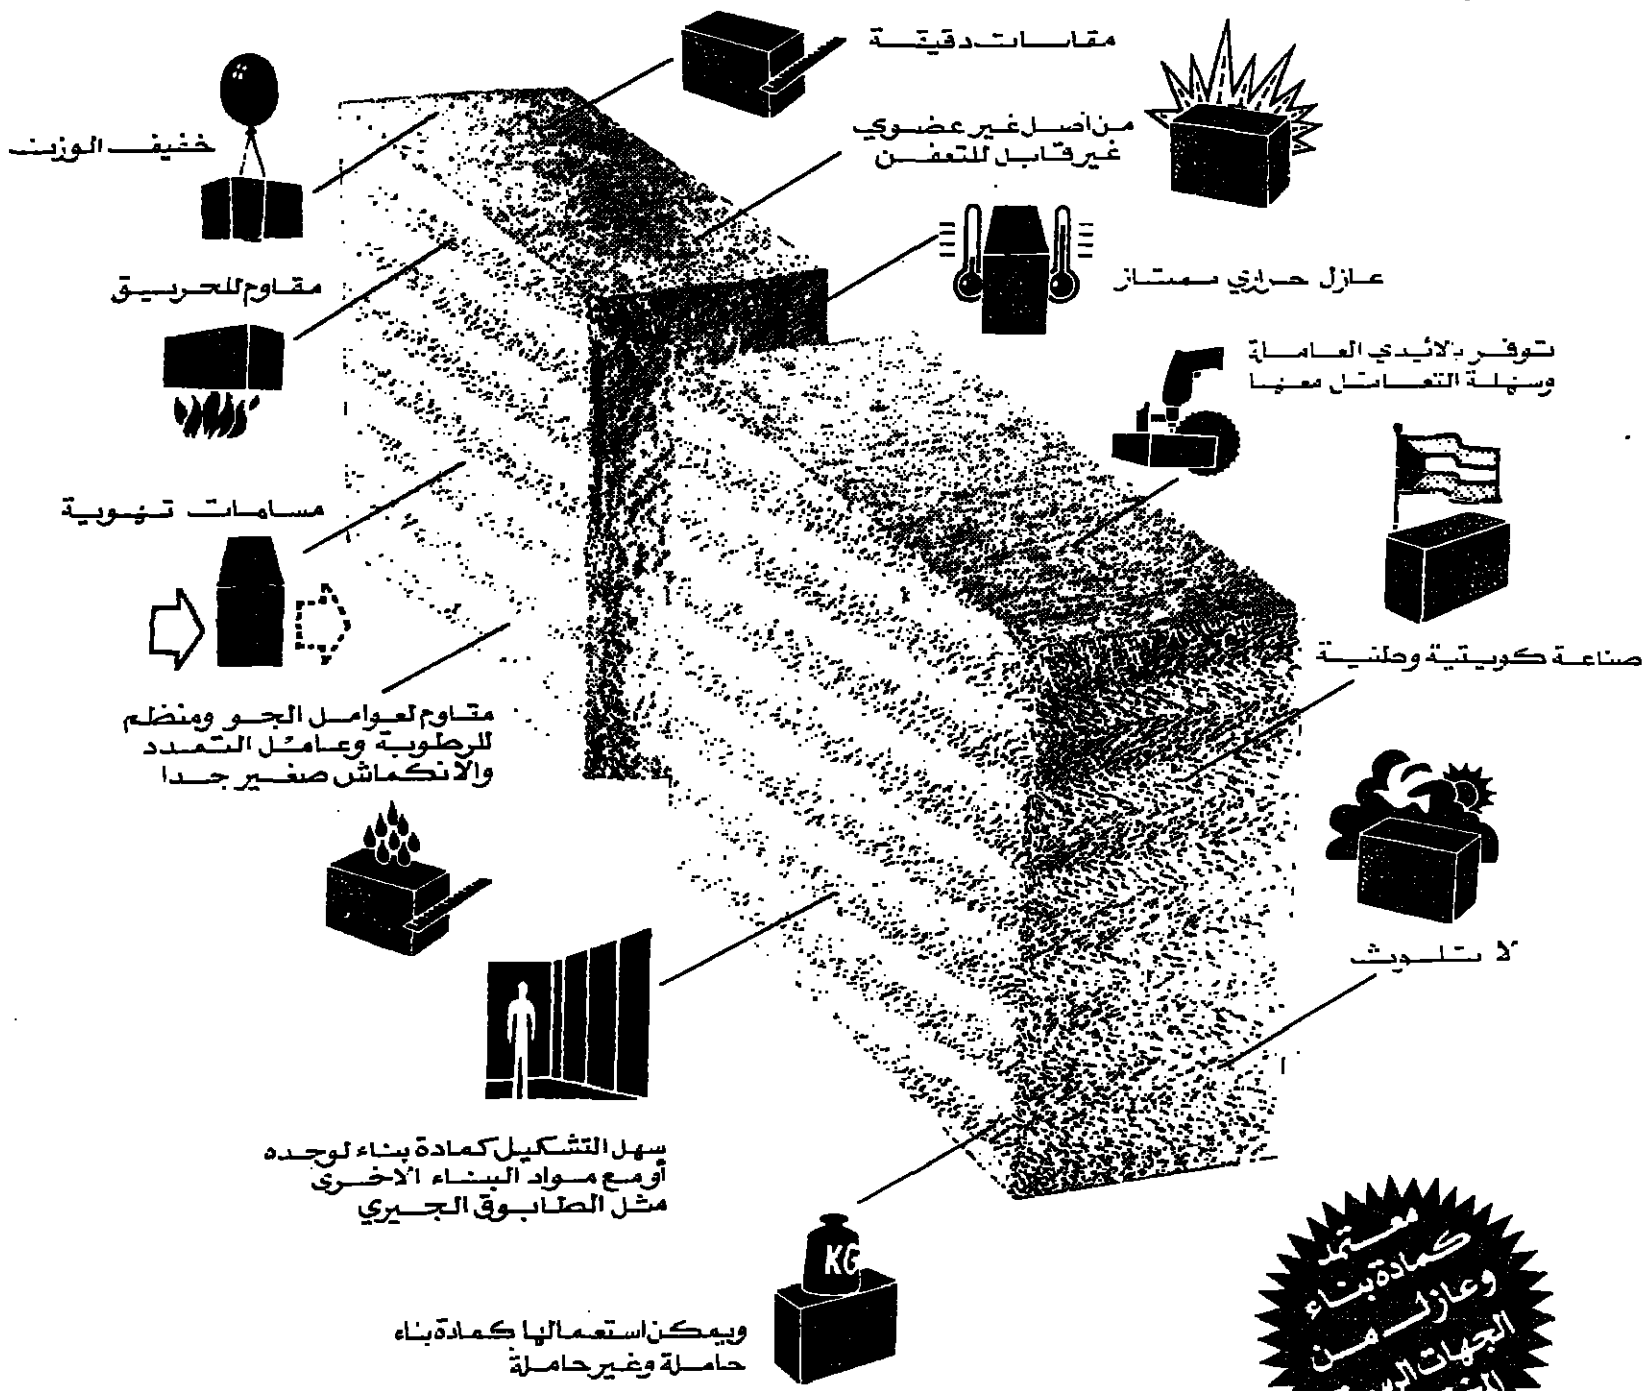 مقاسات دقيقة
خفيف الوزن
من أصل غير عضوي
غير قابل للتعفن
عازل حراري ممتاز
مقاوم للحريق
توفر بالأيدي العاملة
وسهلة التعامل معها
مسامات تهوية
صناعة كويتية وطنية
مقاوم لعوامل الجو ومنظم
للرطوبة وعامل التمدد
والانكماش صغير جدا
لا يتلوث
سهل التشكيل كمادة بناء لوحده
أو مع مواد البناء الأخرى
مثل الطابوق الجيري
KG
ويمكن استعمالها كمادة بناء
حاملة وغير حاملة
معتمد
كمادة بناء
وعازل من
الجهات